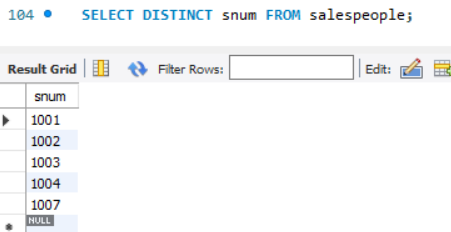 104 SELECT DISTINCT snum FROM salespeople;
Result Grid Filter Rows: Edit:
snum
1001
1002
1003
1004
1007
NULL